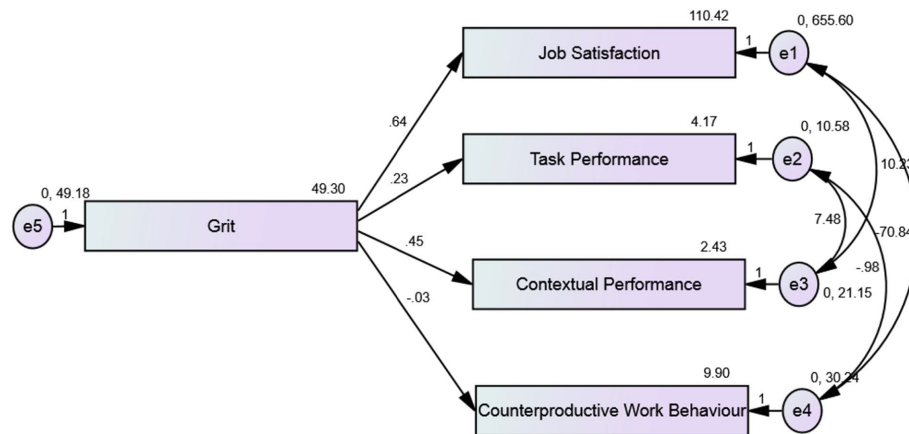 110.42
0, 655.60
Job Satisfaction
1
e1
.64
4.17
0, 10.58
Task Performance
1
e2
.23
10.23
0, 49.18
49.30
e5
1
Grit
7.48
-70.84
.45
2.43
-.98
Contextual Performance
1
e3
0, 21.15
-.03
9.90
0, 30.24
Counterproductive Work Behaviour
1
e4